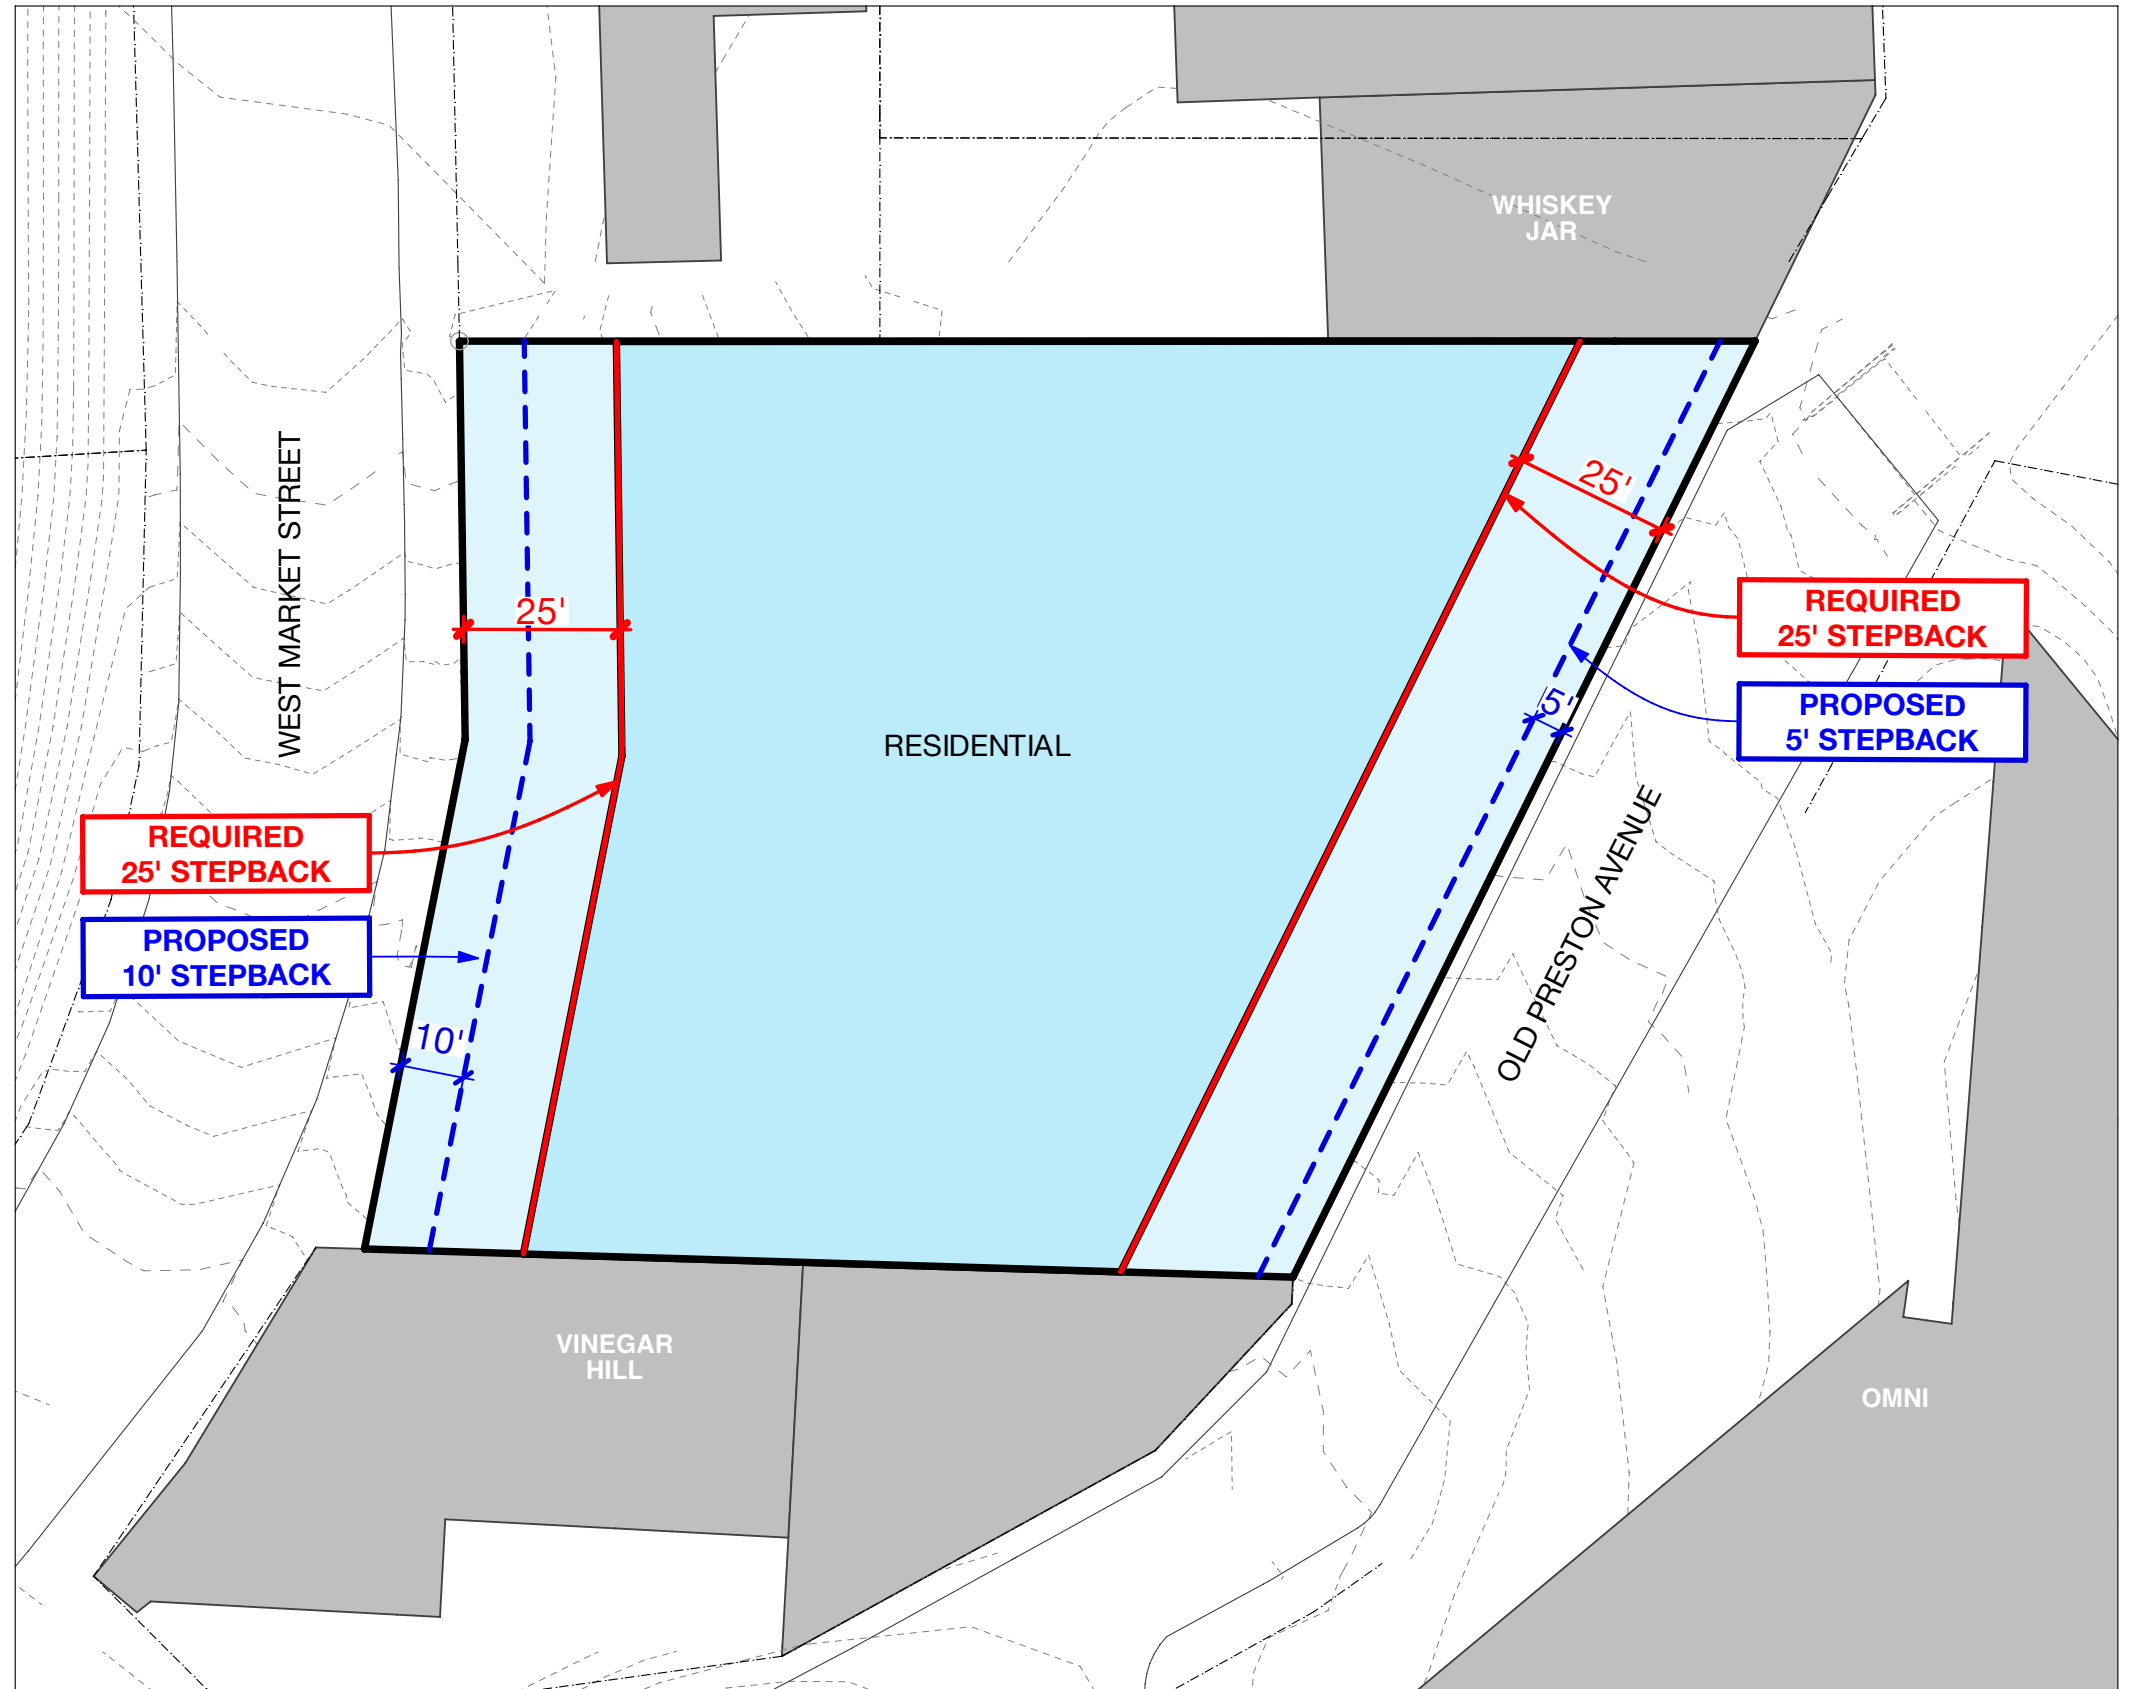 WHISKEY
JAR
25'
REQUIRED
25' STEPBACK
25'
WEST MARKET STREET
5'
PROPOSED
5' STEPBACK
RESIDENTIAL
REQUIRED
25' STEPBACK
OLD PRESTON AVENUE
PROPOSED
10' STEPBACK
10'
VINEGAR
HILL
OMNI